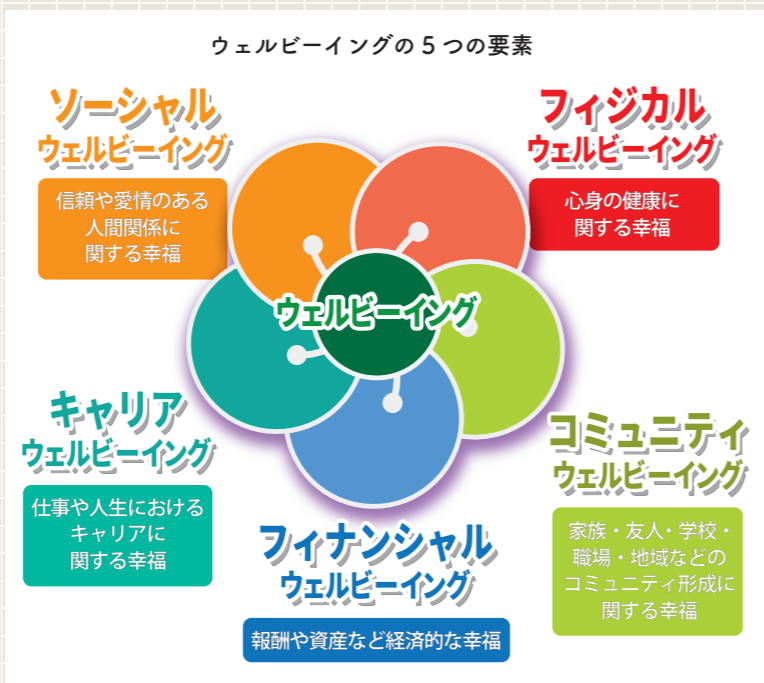 ウェルビーイングの5つの要素
ソーシャル
ウェルビーイング
信頼や愛情のある
人間関係に
関する幸福
フィジカル
ウェルビーイング
心身の健康に
関する幸福
ウェルビーイング
キャリア
ウェルビーイング
仕事や人生における
キャリアに
関する幸福
コミュニティ
ウェルビーイング
家族・友人・学校・
職場・地域などの
コミュニティ形成に
関する幸福
フィナンシャル
ウェルビーイング
報酬や資産など経済的な幸福